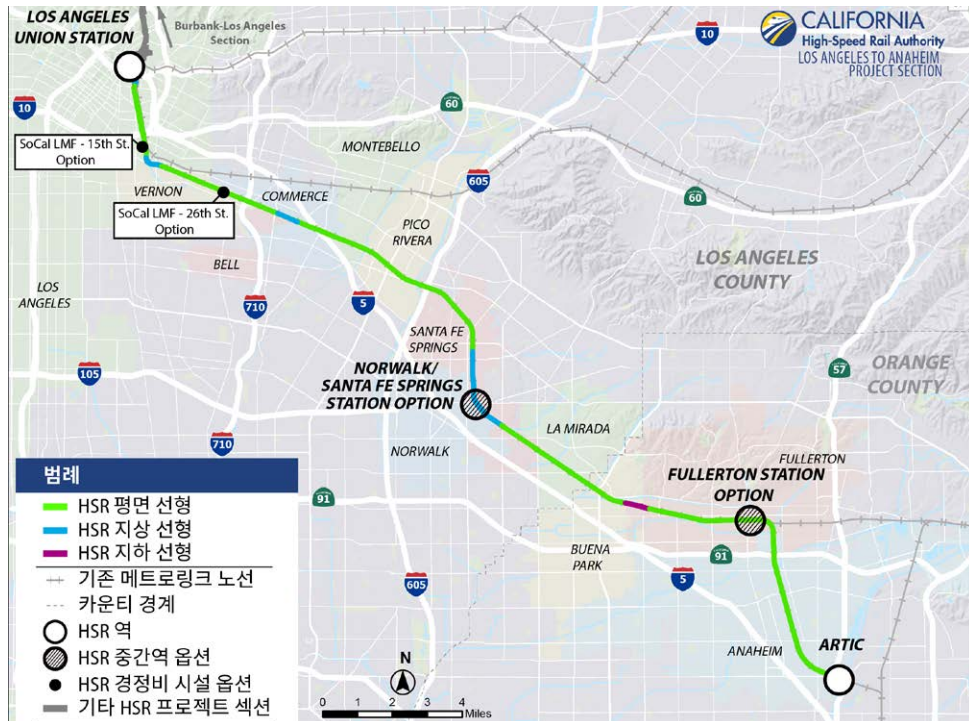 LOS ANGELES
UNION STATION
Burbank-Los Angeles
Section
CALIFORNIA
High-Speed Rail Authority
LOS ANGELES TO ANAHEIM
PROJECT SECTION
10
5
10
60
SoCal LMF - 15th St.
Option
MONTEBELLO
605
VERNON
COMMERCE
60
SoCal LMF - 26th St.
Option
PICO
RIVERA
LOS ANGELES
COUNTY
BELL
LOS
ANGELES
710
5
SANTA FE
SPRINGS
ORANGE
COUNTY
105
NORWALK/
SANTA FE SPRINGS
STATION OPTION
57
LA MIRADA
710
NORWALK
FULLERTON
FULLERTON STATION
OPTION
91
91
BUENA
PARK
605
5
ANAHEIM
ARTIC
범례
HSR 평면 선형
HSR 지상 선형
HSR 지하 선형
기존 메트로링크 노선
카운티 경계
HSR 역
HSR 중간역 옵션
HSR 경정비 시설 옵션
기타 HSR 프로젝트 섹션
N
0 1 2 3 4
Miles